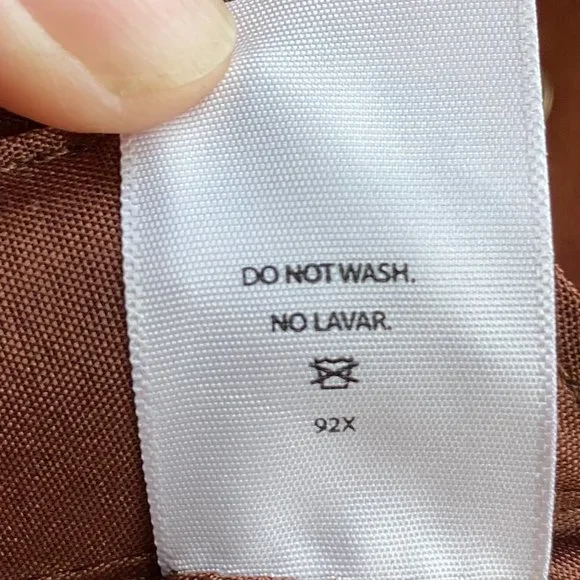 DO NOT WASH.
NO LAVAR.
92X